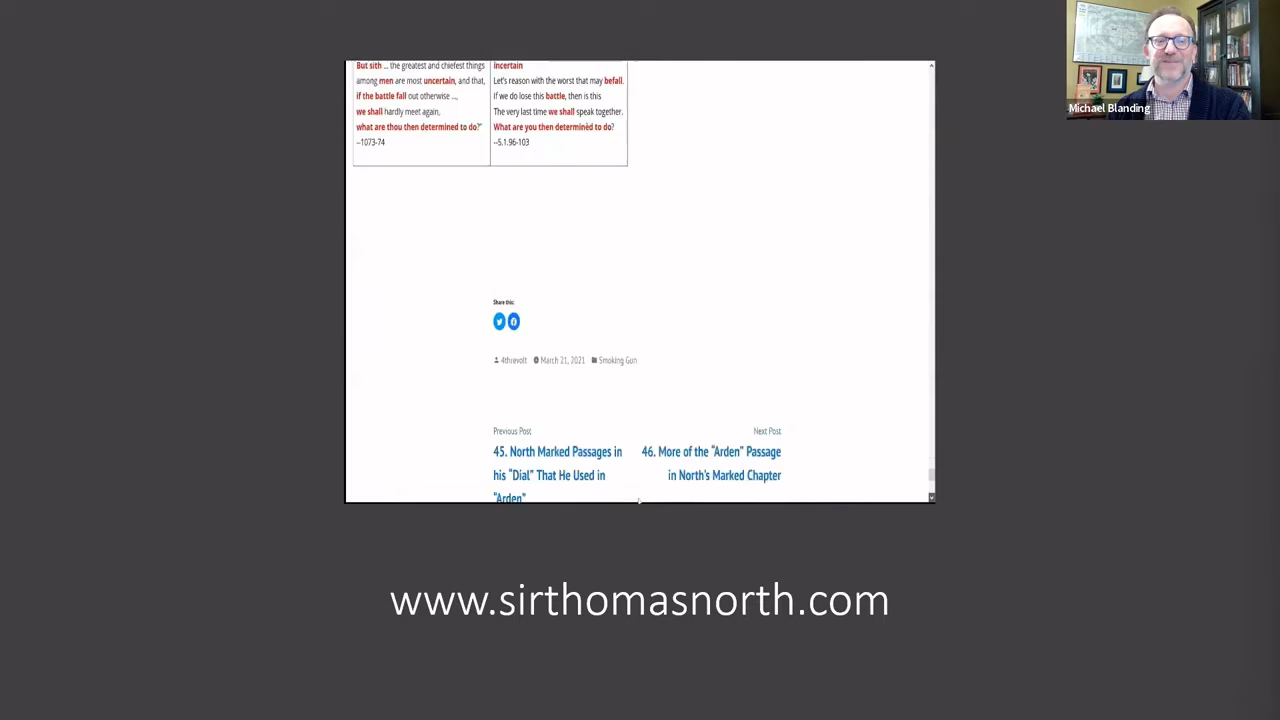 But sith ... the greatest and chiefest things
among men are most uncertain, and that,
if the battle fall out otherwise ...,
we shall hardly meet again,
what are thou then determined to do?"
--1073-74
incertain
Let's reason with the worst that may befall.
If we do lose this battle, then is this
The very last time we shall speak together.
What are you then determinèd to do?
--5.1.96-103
Share this:
4threvolt March 21, 2021 Smoking Gun
Previous Post
45. North Marked Passages in
his "Dial" That He Used in
"Arden"
Next Post
46. More of the "Arden" Passage
in North's Marked Chapter
www.sirthomasnorth.com
Michael Blanding